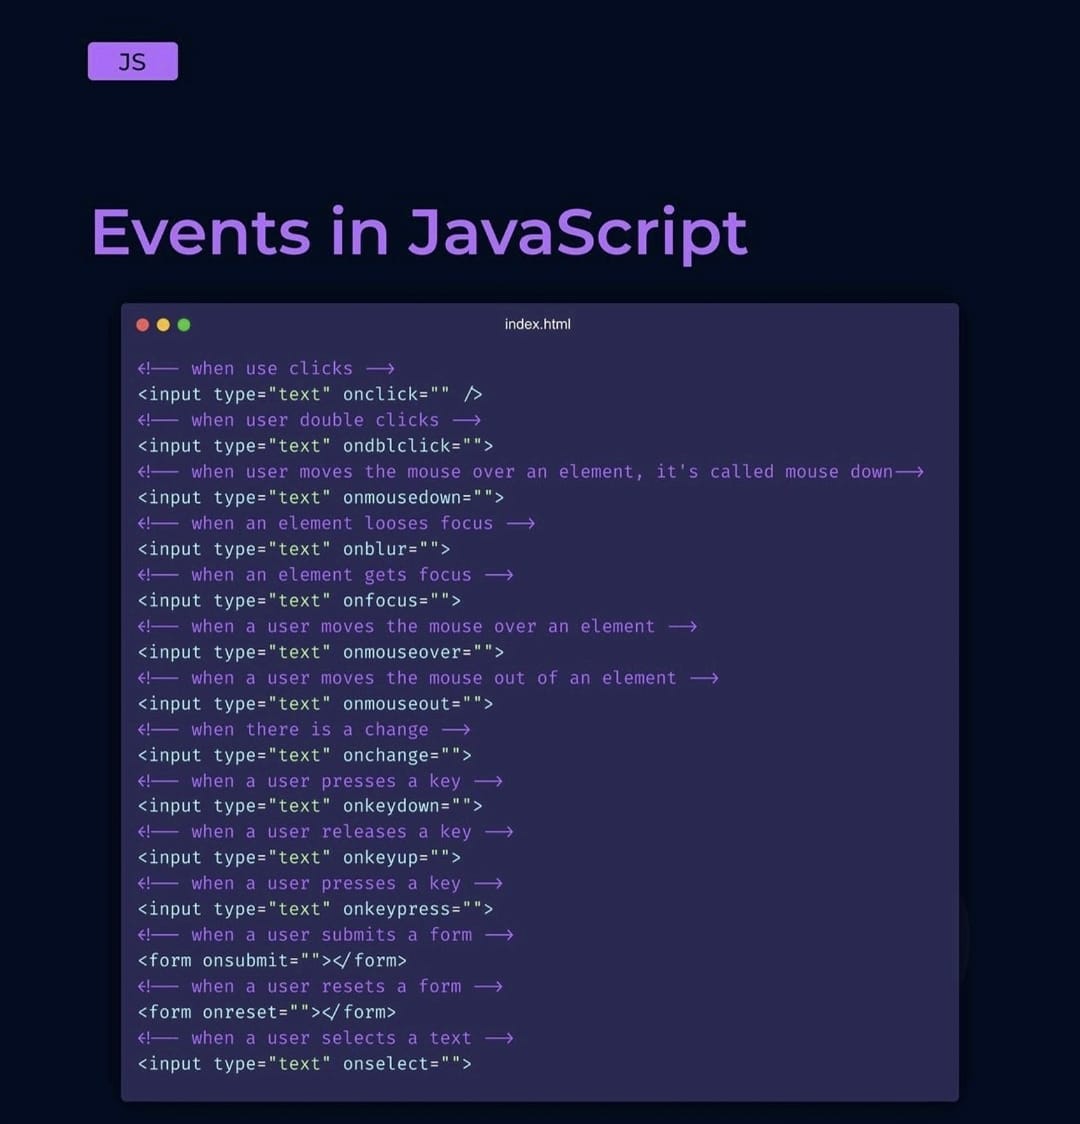 JS
Events in JavaScript
index.html
<!-- when use clicks -->
<input type="text" onclick="" />
<!-- when user double clicks -->
<input type="text" ondblclick="">
<!-- when user moves the mouse over an element, it's called mouse down-->
<input type="text" onmousedown="">
<!-- when an element looses focus -->
<input type="text" onblur="">
<!-- when an element gets focus -->
<input type="text" onfocus="">
<!-- when a user moves the mouse over an element -->
<input type="text" onmouseover="">
<!-- when a user moves the mouse out of an element -->
<input type="text" onmouseout="">
<!-- when there is a change -->
<input type="text" onchange="">
<!-- when a user presses a key -->
<input type="text" onkeydown="">
<!-- when a user releases a key -->
<input type="text" onkeyup="">
<!-- when a user presses a key -->
<input type="text" onkeypress="">
<!-- when a user submits a form -->
<form onsubmit=""></form>
<!-- when a user resets a form -->
<form onreset=""></form>
<!-- when a user selects a text -->
<input type="text" onselect="">